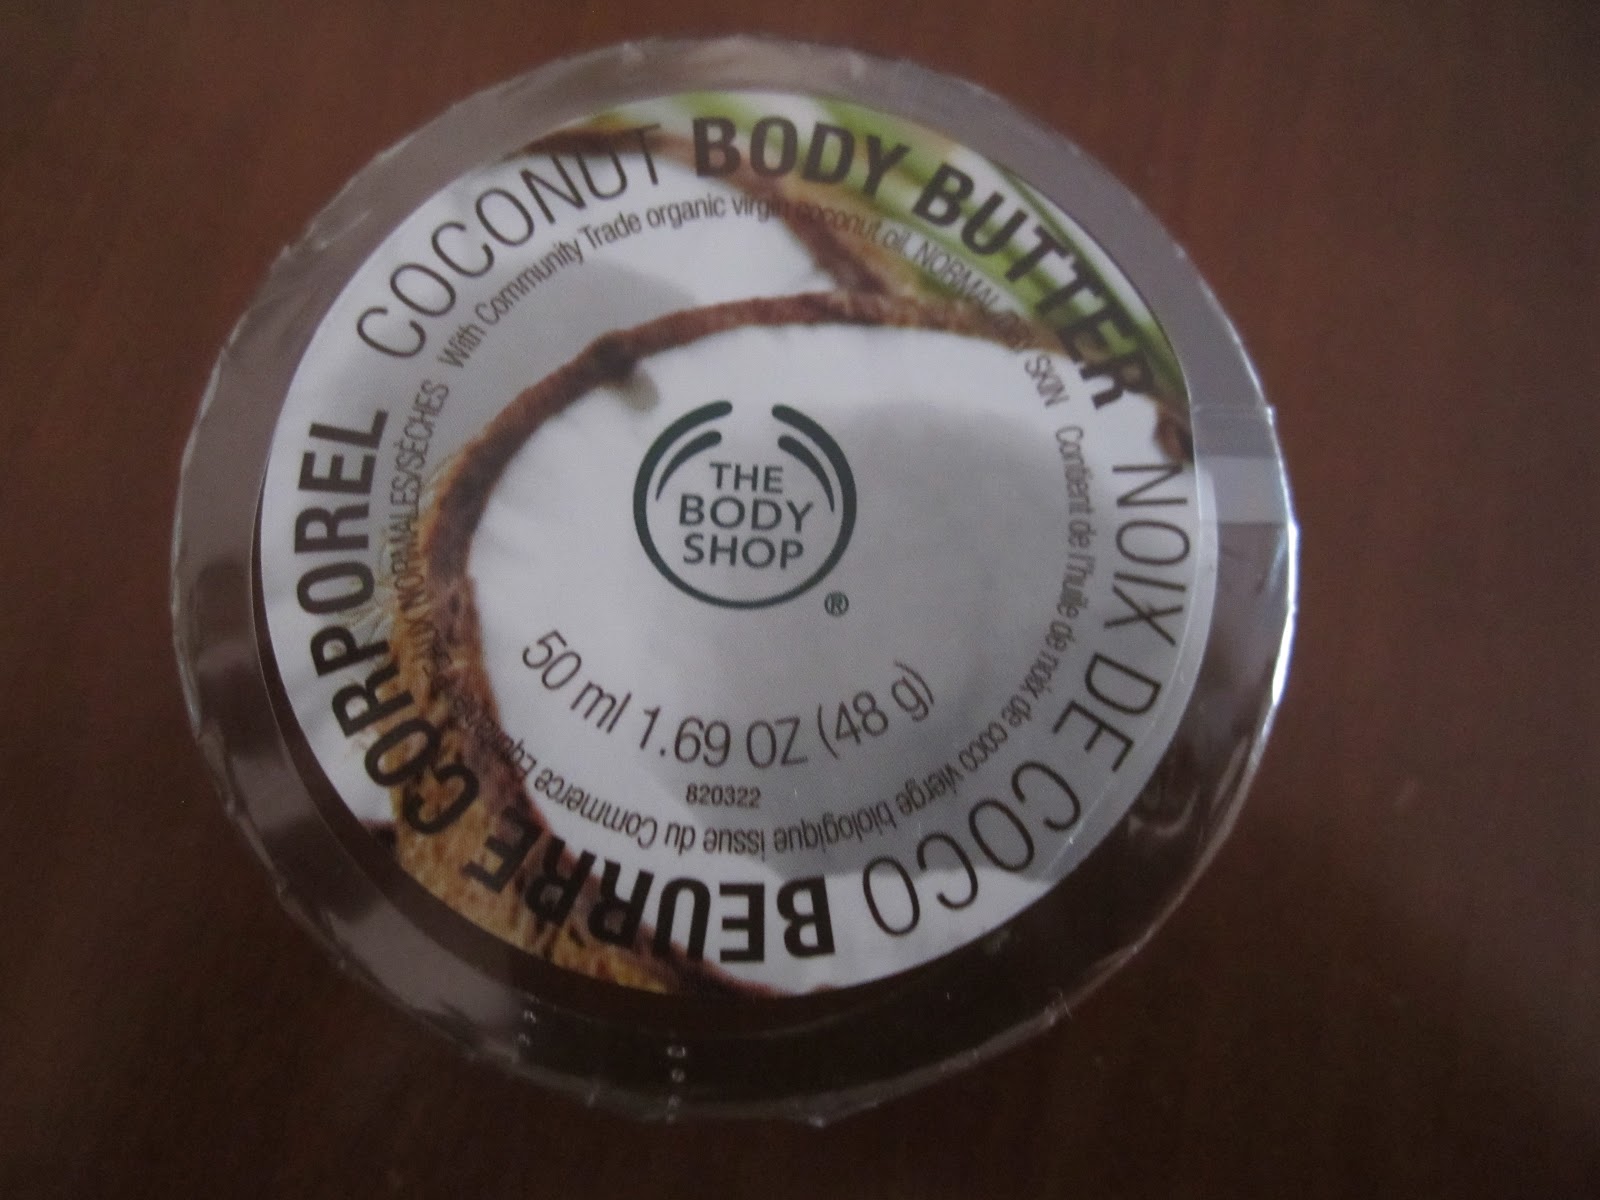 COCONUT BODY BUTTER
With Community Trade organic virgin coconut oil. NORMAL/DRY SKIN
NOIX DE COCO BEURRE CORPOREL
Contient de l'huile de noix de coco vierge biologique issue du Commerce Equitable. PEAUX NORMALES/SÈCHES
THE
BODY
SHOP
®
50 ml 1.69 OZ (48 g)
820322